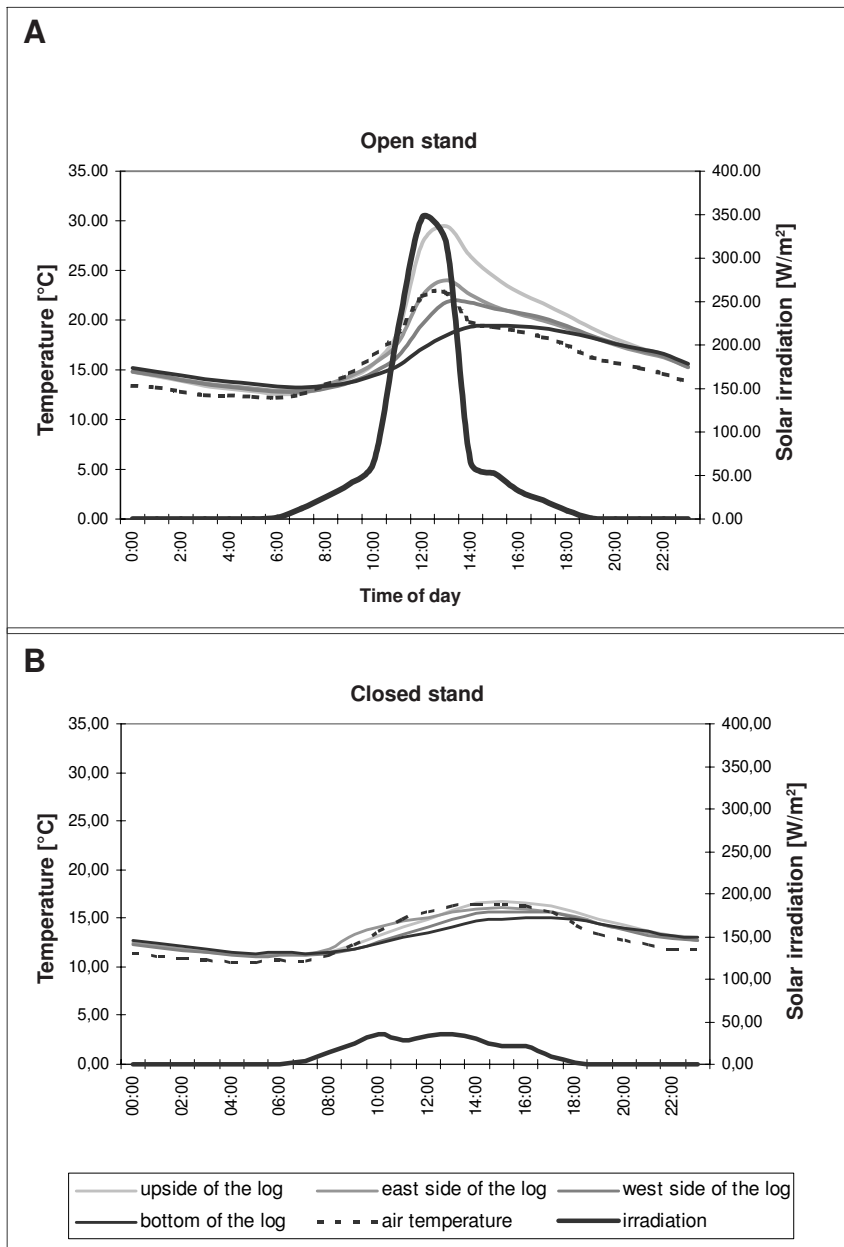 A
Open stand
35.00
30.00
25.00
20.00
15.00
10.00
5.00
0.00
Temperature [°C]
400.00
350.00
300.00
250.00
200.00
150.00
100.00
50.00
0.00
Solar irradiation [W/m²]
0:00 2:00 4:00 6:00 8:00 10:00 12:00 14:00 16:00 18:00 20:00 22:00
Time of day
B
Closed stand
35,00
30,00
25,00
20,00
15,00
10,00
5,00
0,00
Temperature [°C]
400,00
350,00
300,00
250,00
200,00
150,00
100,00
50,00
0,00
Solar irradiation [W/m²]
00:00 02:00 04:00 06:00 08:00 10:00 12:00 14:00 16:00 18:00 20:00 22:00
upside of the log east side of the log west side of the log
bottom of the log air temperature irradiation